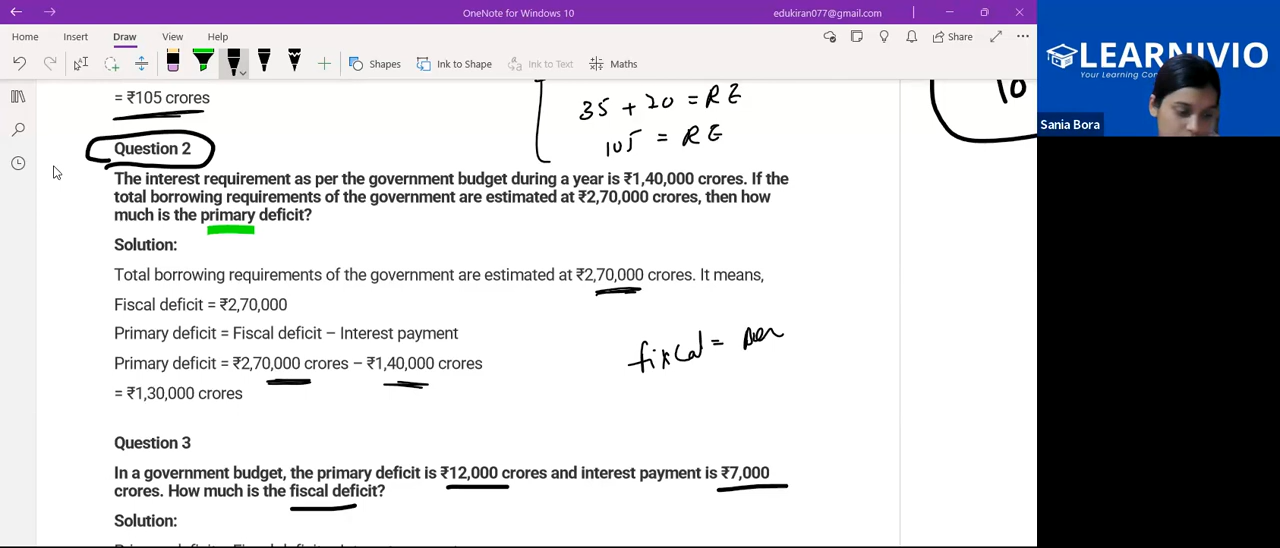 OneNote for Windows 10
edukiran077@gmail.com
Home Insert Draw View Help
Share
Shapes Ink to Shape Ink to Text Maths
LEARNIVIO
Sania Bora
= ₹105 crores
35 + 20 = RE
105 = RE
10
Question 2
The interest requirement as per the government budget during a year is ₹1,40,000 crores. If the
total borrowing requirements of the government are estimated at ₹2,70,000 crores, then how
much is the primary deficit?
Solution:
Total borrowing requirements of the government are estimated at ₹2,70,000 crores. It means,
Fiscal deficit = ₹2,70,000
Primary deficit = Fiscal deficit – Interest payment
Primary deficit = ₹2,70,000 crores – ₹1,40,000 crores
fiscal =
= ₹1,30,000 crores
Question 3
In a government budget, the primary deficit is ₹12,000 crores and interest payment is ₹7,000
crores. How much is the fiscal deficit?
Solution: